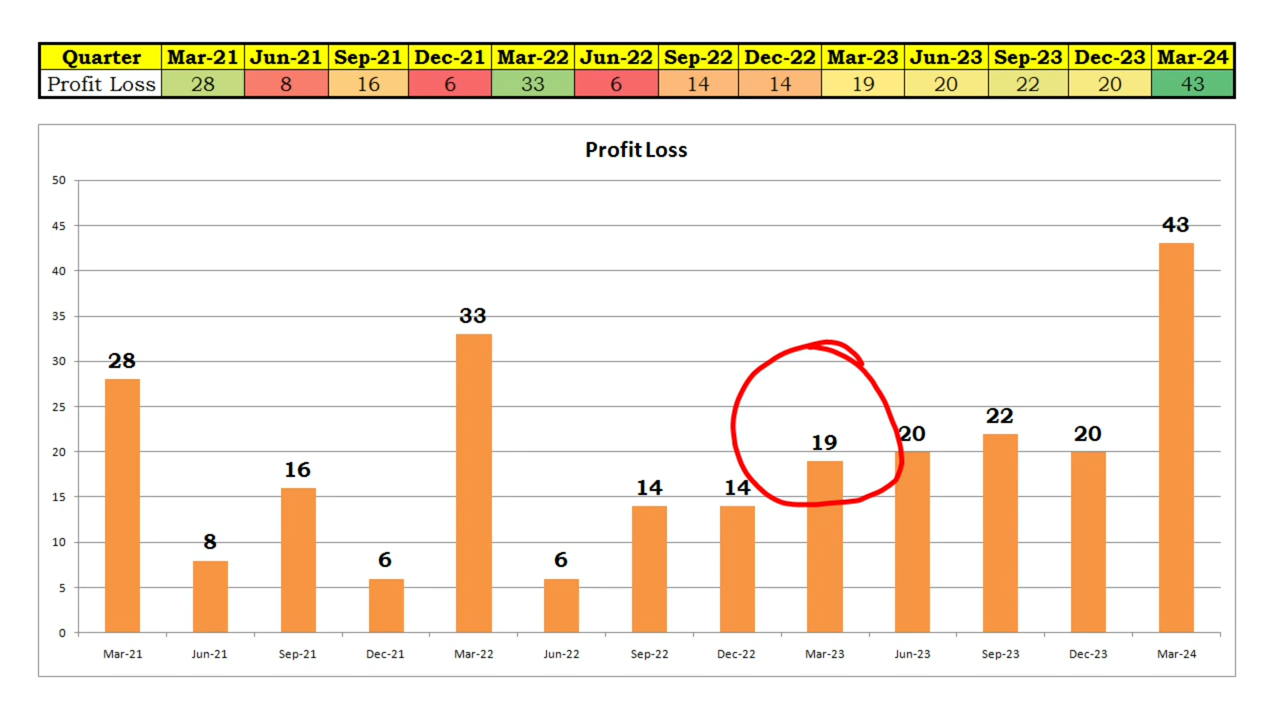 Quarter Mar-21 Jun-21 Sep-21 Dec-21 Mar-22 Jun-22 Sep-22 Dec-22 Mar-23 Jun-23 Sep-23 Dec-23 Mar-24
Profit Loss 28 8 16 6 33 6 14 14 19 20 22 20 43
Profit Loss
50
45
40
35
30
25
20
15
10
5
0
28 8 16 6 33 6 14 14 19 20 22 20 43
Mar-21 Jun-21 Sep-21 Dec-21 Mar-22 Jun-22 Sep-22 Dec-22 Mar-23 Jun-23 Sep-23 Dec-23 Mar-24